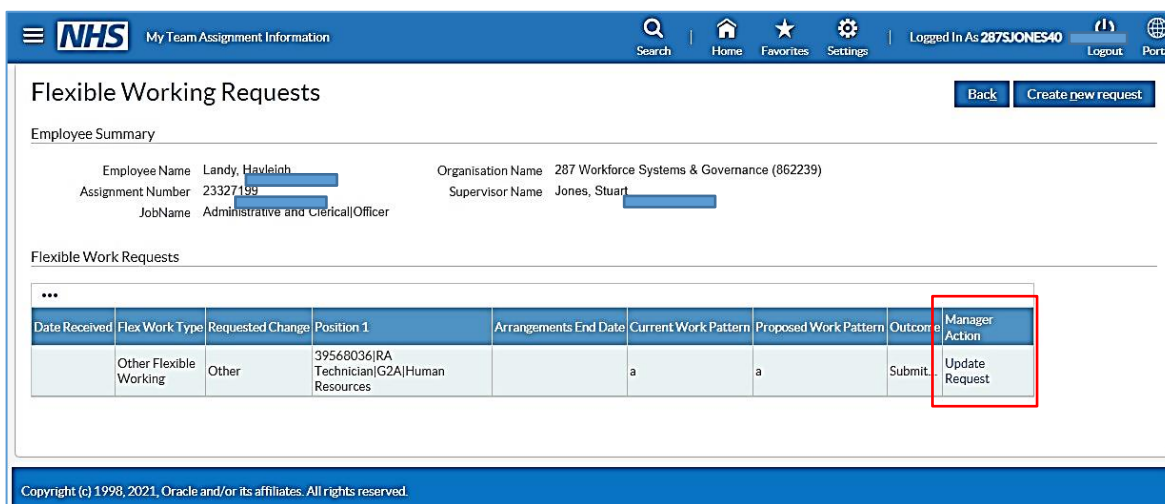 NHS My Team Assignment Information Search Home Favorites Settings Logged In As 287SJONES40 Logout Port
Flexible Working Requests Back Create new request
Employee Summary
Employee Name Landy, Hayleigh Organisation Name 287 Workforce Systems & Governance (862239)
Assignment Number 23327199 Supervisor Name Jones, Stuart
JobName Administrative and Clerical|Officer
Flexible Work Requests
•••
Date Received Flex Work Type Requested Change Position 1 Arrangements End Date Current Work Pattern Proposed Work Pattern Outcome Manager Action
Other Flexible Working Other 39568036|RA Technician|G2A|Human Resources a a Submit... Update Request
Copyright (c) 1998, 2021, Oracle and/or its affiliates. All rights reserved.